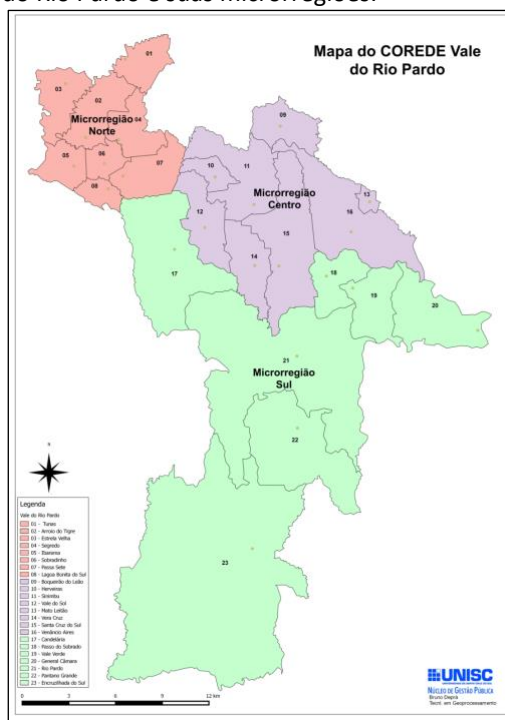 do Rio Pardo e suas microrregiões.
Mapa do COREDE Vale
do Rio Pardo
01
02
03
04
Microrregião
Norte
05
06
07
08
09
10
11
Microrregião
Centro
12
13
14
15
16
17
18
19
20
21
Microrregião
Sul
22
23
N
Legenda
Vale do Rio Pardo
01 - Tunas
02 - Arroio do Tigre
03 - Estrela Velha
04 - Segredo
05 - Ibarama
06 - Sobradinho
07 - Passa Sete
08 - Lagoa Bonita do Sul
09 - Boqueirão do Leão
10 - Herveiras
11 - Sinimbu
12 - Vale do Sol
13 - Mato Leitão
14 - Vera Cruz
15 - Santa Cruz do Sul
16 - Venâncio Aires
17 - Candelária
18 - Passo do Sobrado
19 - Vale Verde
20 - General Câmara
21 - Rio Pardo
22 - Pantano Grande
23 - Encruzilhada do Sul
0 3 6 9 12 km
UNISC
NÚCLEO DE GESTÃO PÚBLICA
Bruno Deprá
Tecnl em Geoprocessamento